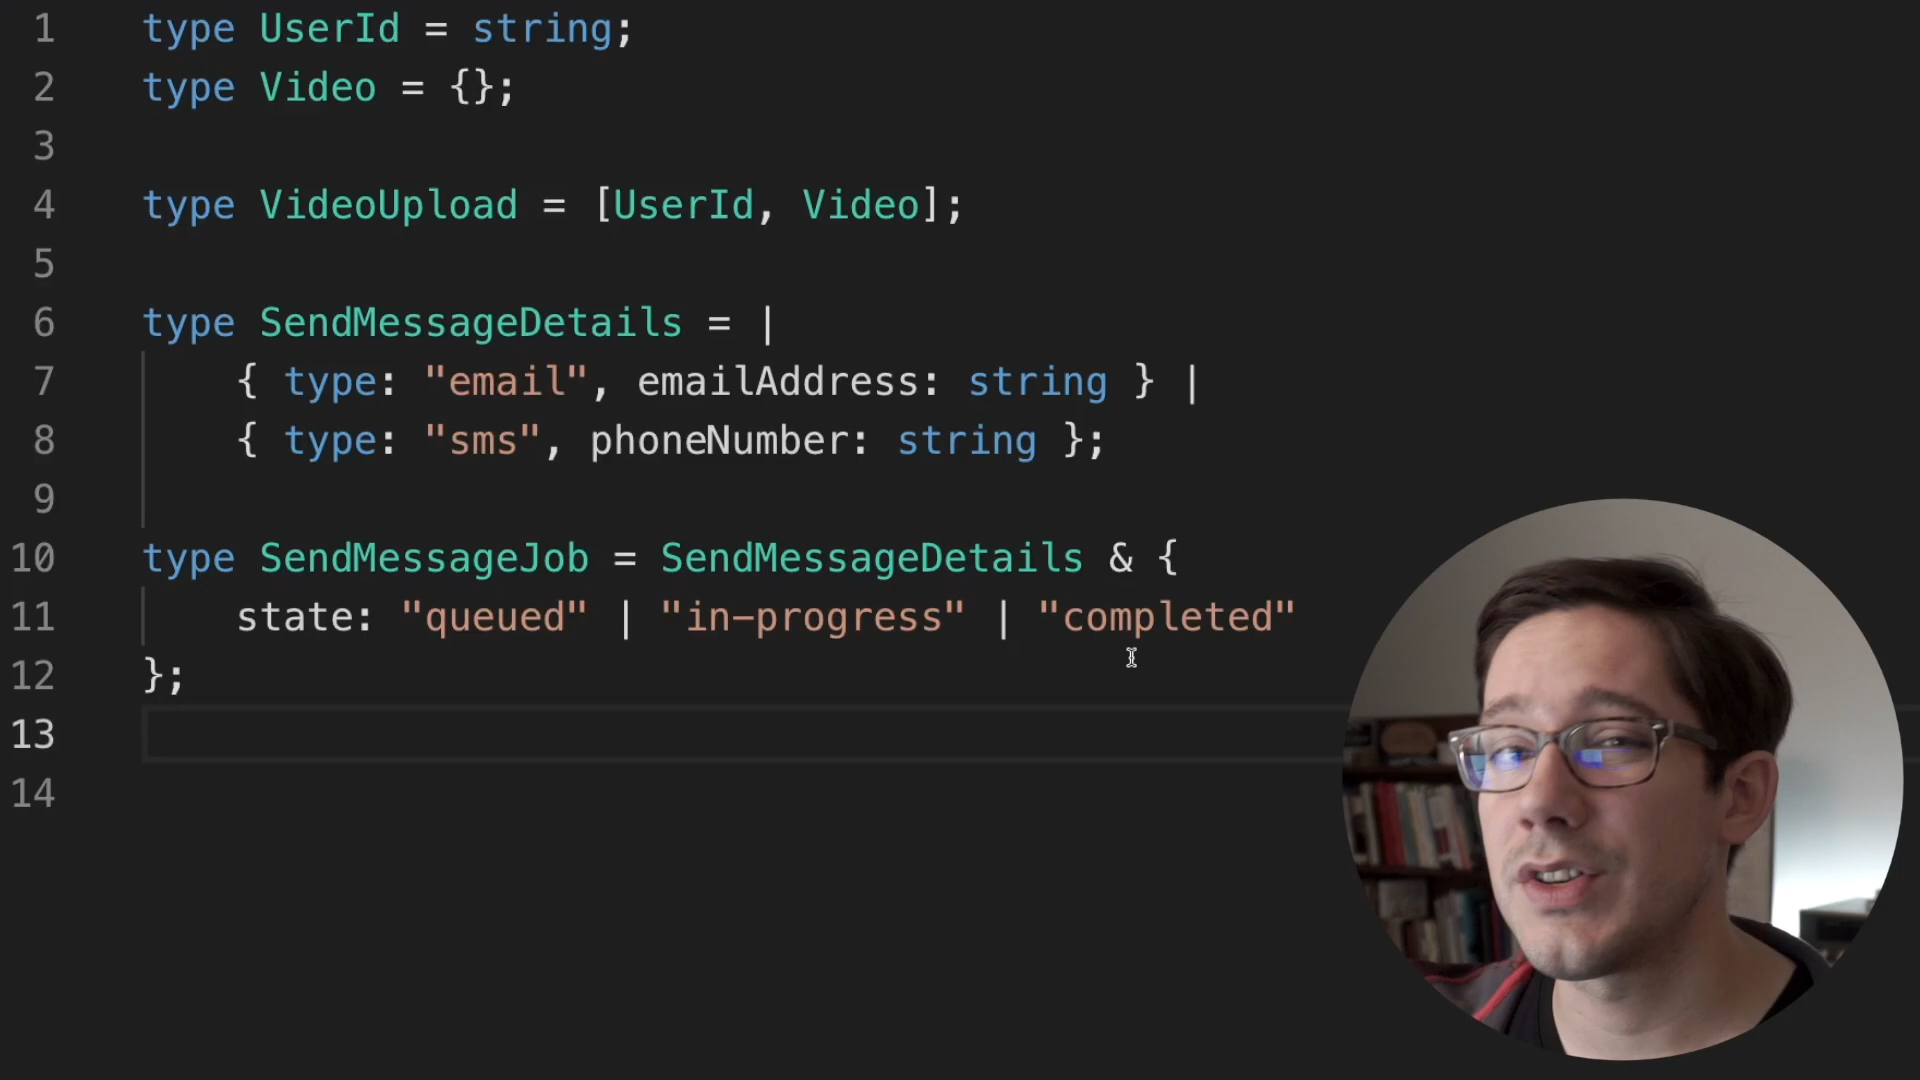 1 type UserId = string;
2 type Video = {};
3
4 type VideoUpload = [UserId, Video];
5
6 type SendMessageDetails = |
7 { type: "email", emailAddress: string } |
8 { type: "sms", phoneNumber: string };
9
10 type SendMessageJob = SendMessageDetails & {
11 state: "queued" | "in-progress" | "completed"
12 };
13
14